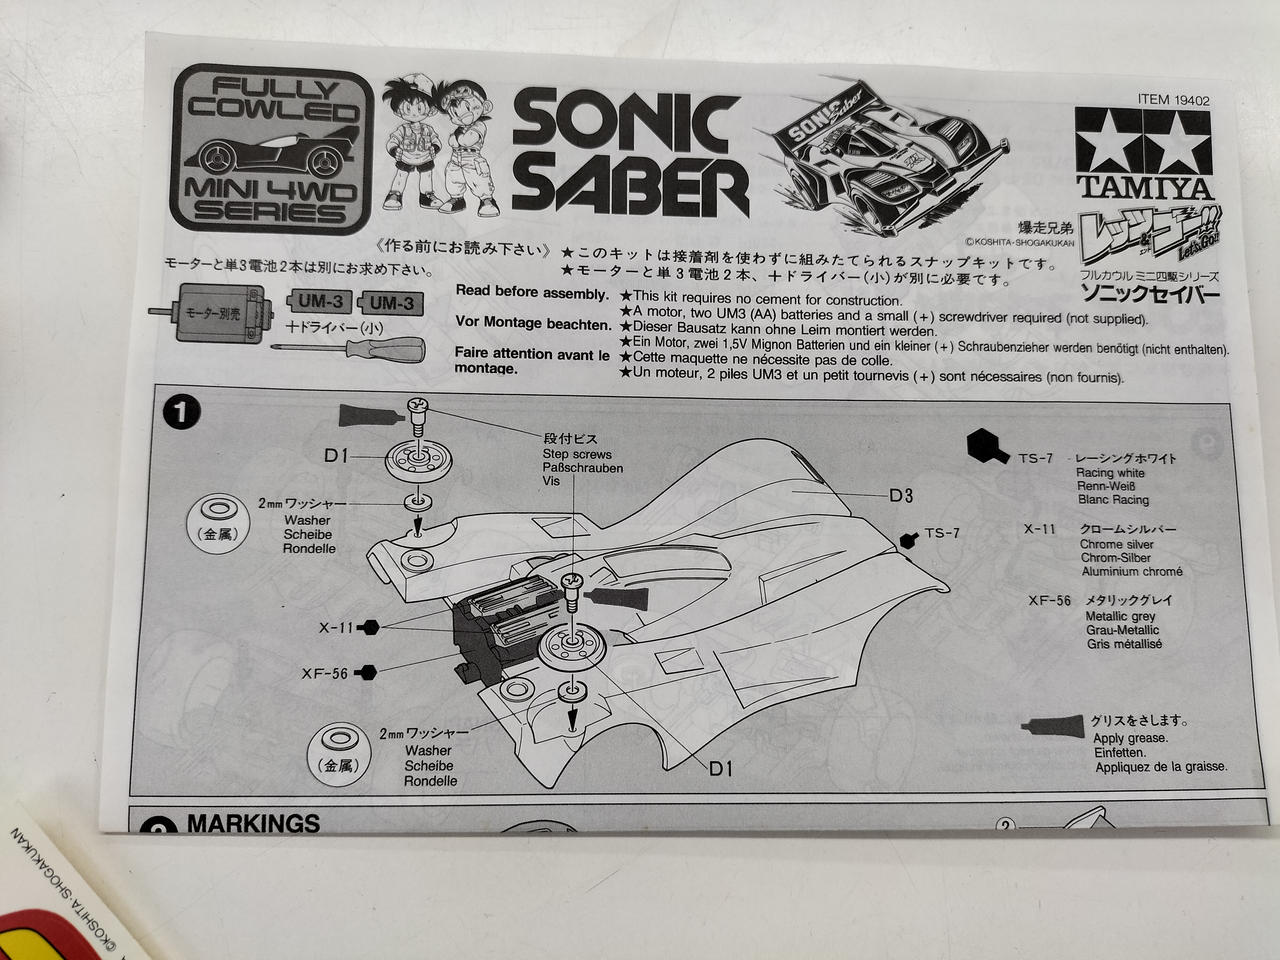 FULLY
COWLED
MINI 4WD
SERIES
SONIC
SABER
SONIC
Saber
ITEM 19402
TAMIYA
爆走兄弟
©KOSHITA·SHOGAKUKAN
レッツ&ゴー!!
Let's & Go!!
フルカウル ミニ四駆シリーズ
ソニックセイバー
《作る前にお読み下さい》
★このキットは接着剤を使わずに組みたてられるスナップキットです。
★モーターと単3電池2本、+ドライバー(小)が別に必要です。
モーターと単3電池2本は別にお求め下さい。
モーター別売
UM-3
UM-3
+ドライバー(小)
Read before assembly.
★This kit requires no cement for construction.
★A motor, two UM3 (AA) batteries and a small (+) screwdriver required (not supplied).
Vor Montage beachten.
★Dieser Bausatz kann ohne Leim montiert werden.
★Ein Motor, zwei 1,5V Mignon Batterien und ein kleiner (+) Schraubenzieher werden benötigt (nicht enthalten).
Faire attention avant le
montage.
★Cette maquette ne nécessite pas de colle.
★Un moteur, 2 piles UM3 et un petit tournevis (+) sont nécessaires (non fournis).
1
D1
段付ビス
Step screws
Paßschrauben
Vis
2mmワッシャー
Washer
Scheibe
Rondelle
(金属)
D3
TS-7
X-11
XF-56
2mmワッシャー
Washer
Scheibe
Rondelle
(金属)
D1
TS-7 レーシングホワイト
Racing white
Renn-Weiß
Blanc Racing
X-11 クロームシルバー
Chrome silver
Chrom-Silber
Aluminium chromé
XF-56 メタリックグレイ
Metallic grey
Grau-Metallic
Gris métallisé
グリスをさします。
Apply grease.
Einfetten.
Appliquez de la graisse.
2 MARKINGS
2
©KOSHITA·SHOGAKUKAN